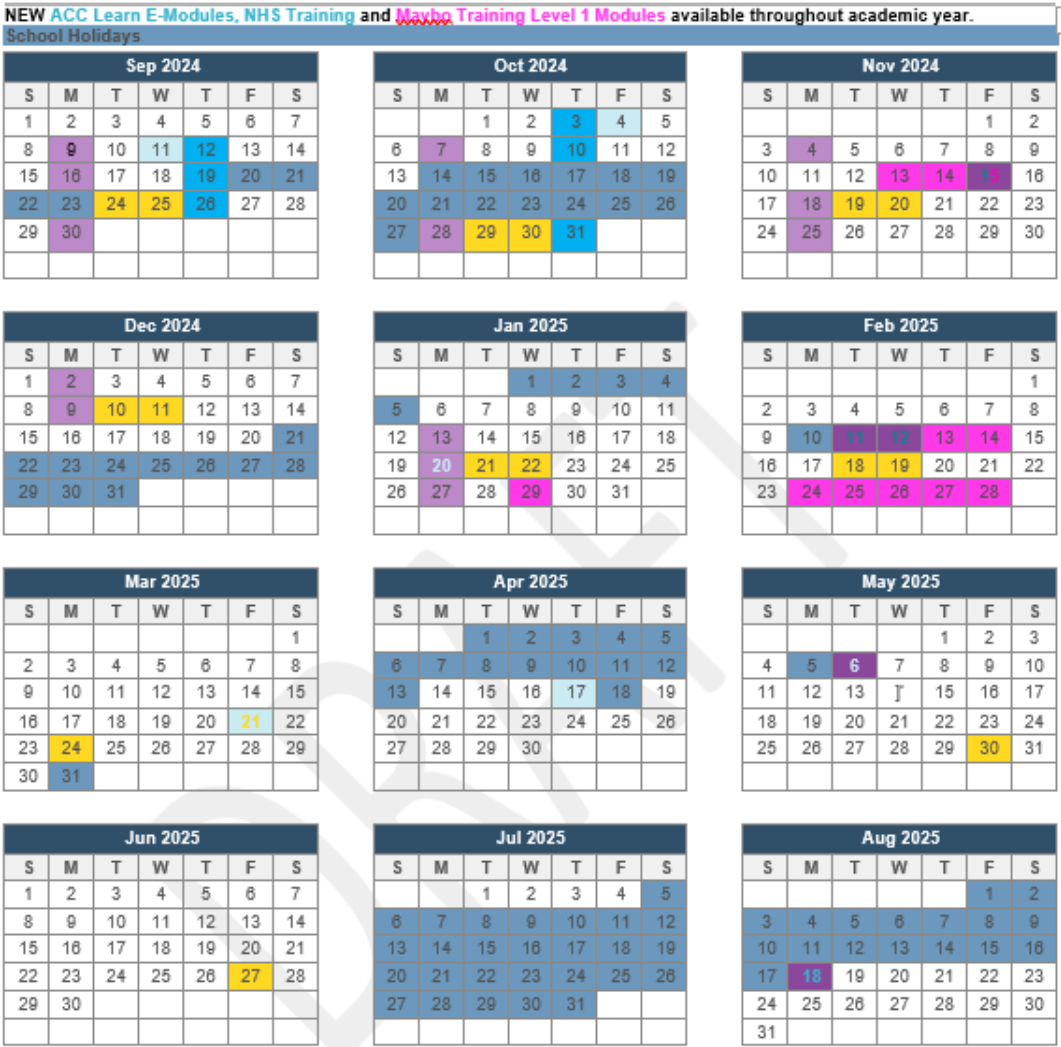 NEW ACC Learn E-Modules, NHS Training and Maybo Training Level 1 Modules available throughout academic year.
School Holidays
Sep 2024 Oct 2024 Nov 2024
S M T W T F S S M T W T F S S M T W T F S
1 2 3 4 5 6 7 1 2 3 4 5 1 2
8 9 10 11 12 13 14 6 7 8 9 10 11 12 3 4 5 6 7 8 9
15 16 17 18 19 20 21 13 14 15 16 17 18 19 10 11 12 13 14 15 16
22 23 24 25 26 27 28 20 21 22 23 24 25 26 17 18 19 20 21 22 23
29 30 27 28 29 30 31 24 25 26 27 28 29 30
Dec 2024 Jan 2025 Feb 2025
S M T W T F S S M T W T F S S M T W T F S
1 2 3 4 5 6 7 1 2 3 4 1
8 9 10 11 12 13 14 5 6 7 8 9 10 11 2 3 4 5 6 7 8
15 16 17 18 19 20 21 12 13 14 15 16 17 18 9 10 11 12 13 14 15
22 23 24 25 26 27 28 19 20 21 22 23 24 25 16 17 18 19 20 21 22
29 30 31 26 27 28 29 30 31 23 24 25 26 27 28
Mar 2025 Apr 2025 May 2025
S M T W T F S S M T W T F S S M T W T F S
1 1 2 3 4 5 1 2 3
2 3 4 5 6 7 8 6 7 8 9 10 11 12 4 5 6 7 8 9 10
9 10 11 12 13 14 15 13 14 15 16 17 18 19 11 12 13 15 16 17
16 17 18 19 20 21 22 20 21 22 23 24 25 26 18 19 20 21 22 23 24
23 24 25 26 27 28 29 27 28 29 30 25 26 27 28 29 30 31
30 31
Jun 2025 Jul 2025 Aug 2025
S M T W T F S S M T W T F S S M T W T F S
1 2 3 4 5 6 7 1 2 3 4 5 1 2
8 9 10 11 12 13 14 6 7 8 9 10 11 12 3 4 5 6 7 8 9
15 16 17 18 19 20 21 13 14 15 16 17 18 19 10 11 12 13 14 15 16
22 23 24 25 26 27 28 20 21 22 23 24 25 26 17 18 19 20 21 22 23
29 30 27 28 29 30 31 24 25 26 27 28 29 30
31
DRAFT